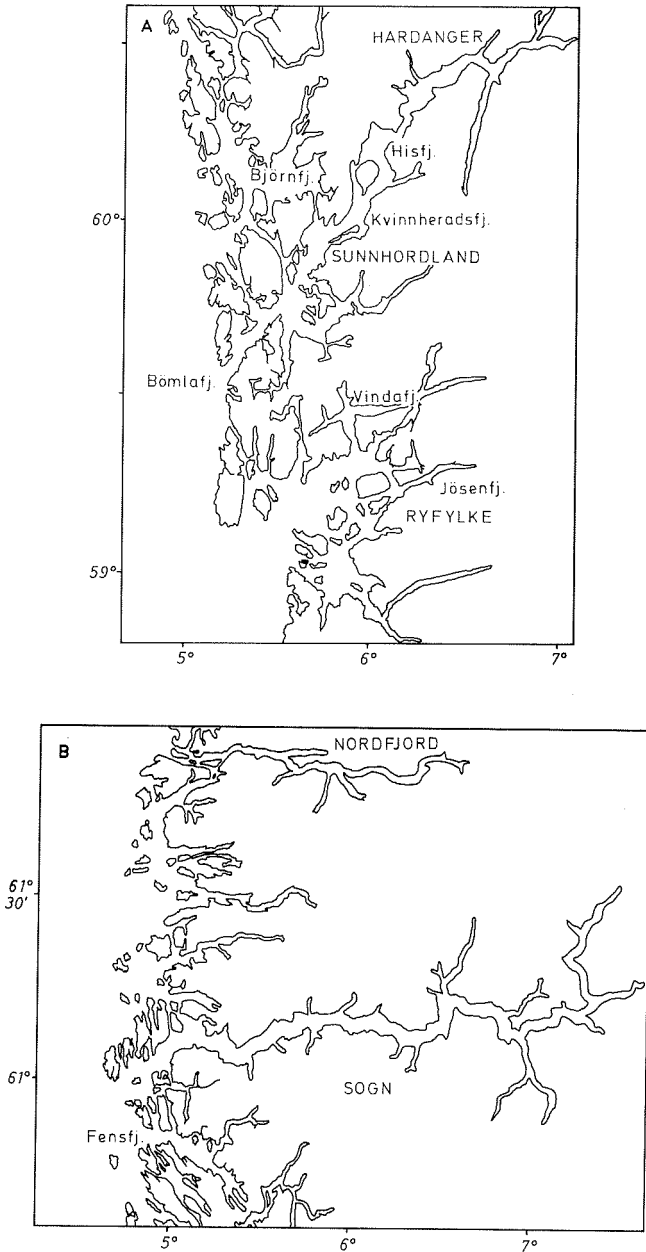 A
HARDANGER
Hisfj.
Björnfj.
60°
Kvinnheradsfj.
SUNNHORDLAND
Bömlafj.
Vindafj.
Jösenfj.
RYFYLKE
59°
5°
6°
7°
B
NORDFJORD
61°
30'
61°
SOGN
Fensfj.
5°
6°
7°